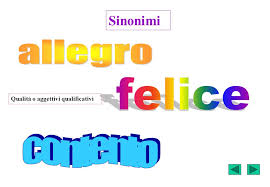 Sinonimi
allegro
felice
Qualità o aggettivi qualificativi
contento